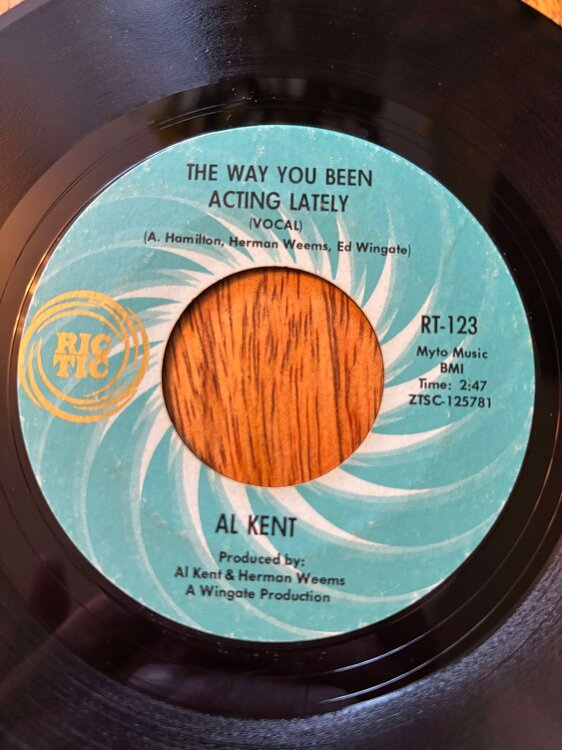 THE WAY YOU BEEN
ACTING LATELY
(VOCAL)
(A. Hamilton, Herman Weems, Ed Wingate)
RIC
TIC
RT-123
Myto Music
BMI
Time: 2:47
ZTSC-125781
AL KENT
Produced by:
Al Kent & Herman Weems
A Wingate Production